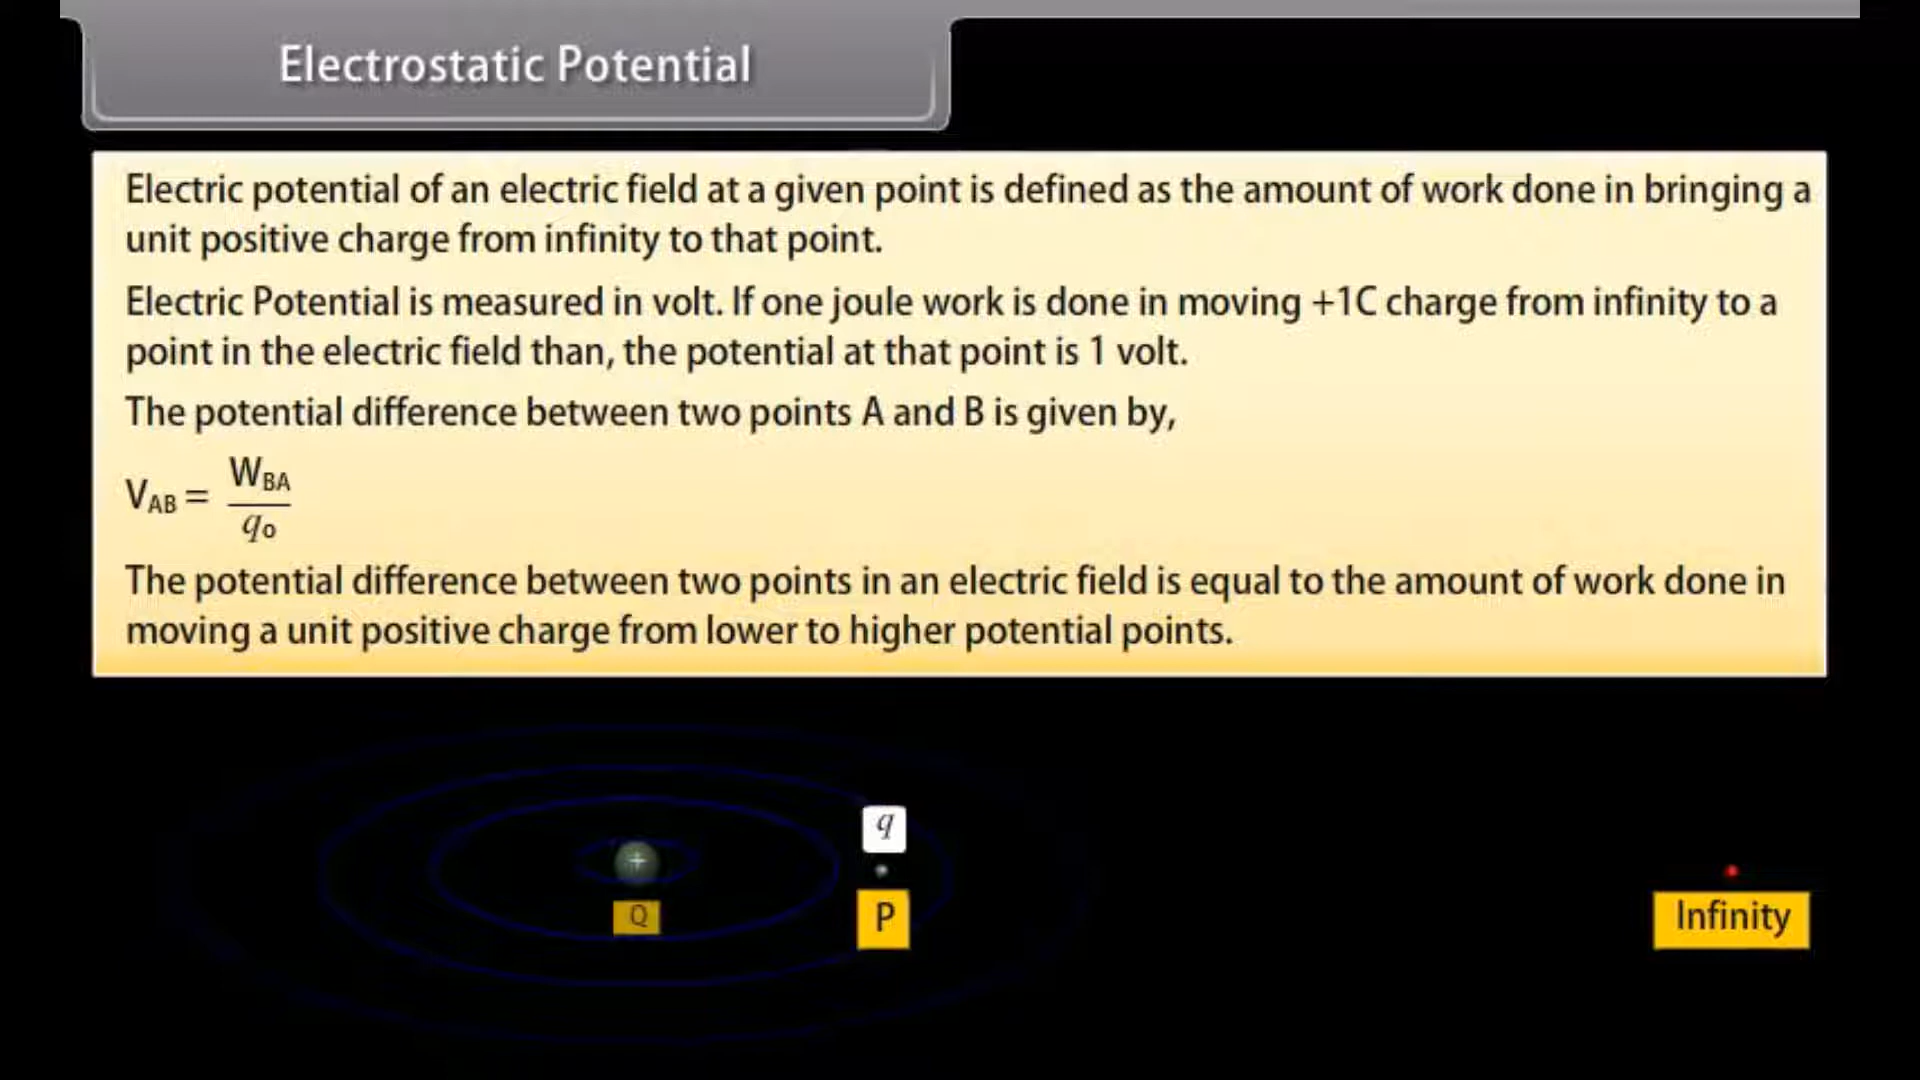 Electrostatic Potential
Electric potential of an electric field at a given point is defined as the amount of work done in bringing a
unit positive charge from infinity to that point.
Electric Potential is measured in volt. If one joule work is done in moving +1C charge from infinity to a
point in the electric field than, the potential at that point is 1 volt.
The potential difference between two points A and B is given by,
V_AB = W_BA / q_o
The potential difference between two points in an electric field is equal to the amount of work done in
moving a unit positive charge from lower to higher potential points.
q
+
Q
P
Infinity